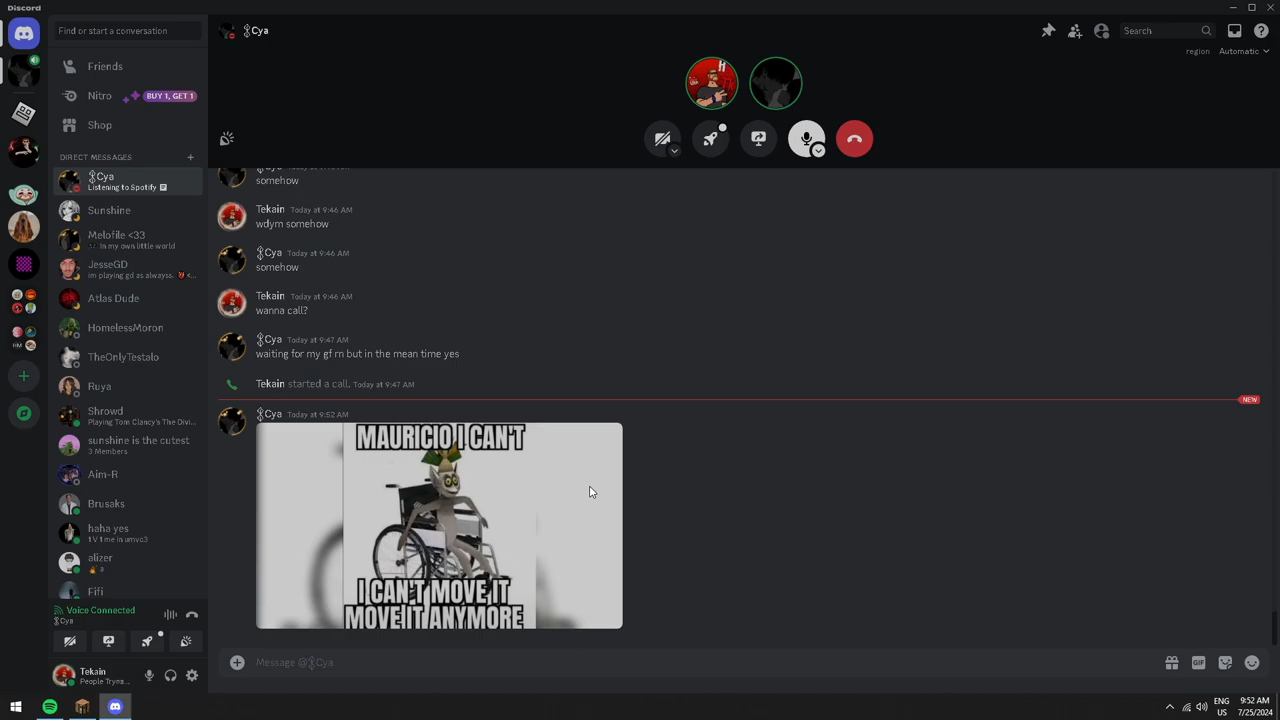 Discord
Find or start a conversation
Cya
Search
region Automatic
Friends
Nitro BUY 1, GET 1
Shop
DIRECT MESSAGES
Cya
Listening to Spotify
Sunshine
Melofile <33
In my own little world
JesseGD
im playing gd as alwayss.
Atlas Dude
HomelessMoron
TheOnlyTestalo
Ruya
Shrowd
Playing Tom Clancy's The Divi...
sunshine is the cutest
3 Members
Aim-R
Brusaks
haha yes
1 V 1 me in umvc3
alizer
a
Fifi
Voice Connected
Cya
Tekain
People Tryna...
somehow
Tekain Today at 9:46 AM
wdym somehow
Cya Today at 9:46 AM
somehow
Tekain Today at 9:46 AM
wanna call?
Cya Today at 9:47 AM
waiting for my gf rn but in the mean time yes
Tekain started a call. Today at 9:47 AM
NEW
Cya Today at 9:52 AM
MAURICIO I CAN'T
I CAN'T MOVE IT
MOVE IT ANYMORE
Message @Cya
GIF
ENG
US
9:52 AM
7/25/2024